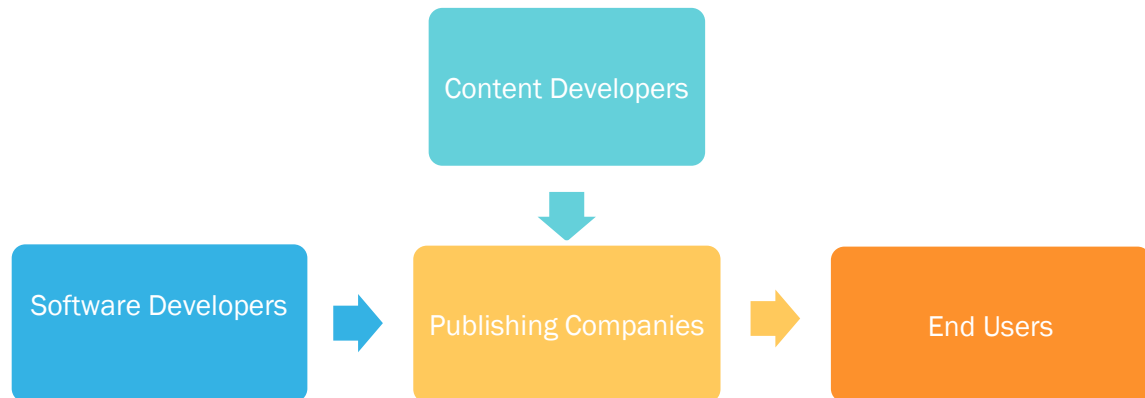 Content Developers
Software Developers
Publishing Companies
End Users